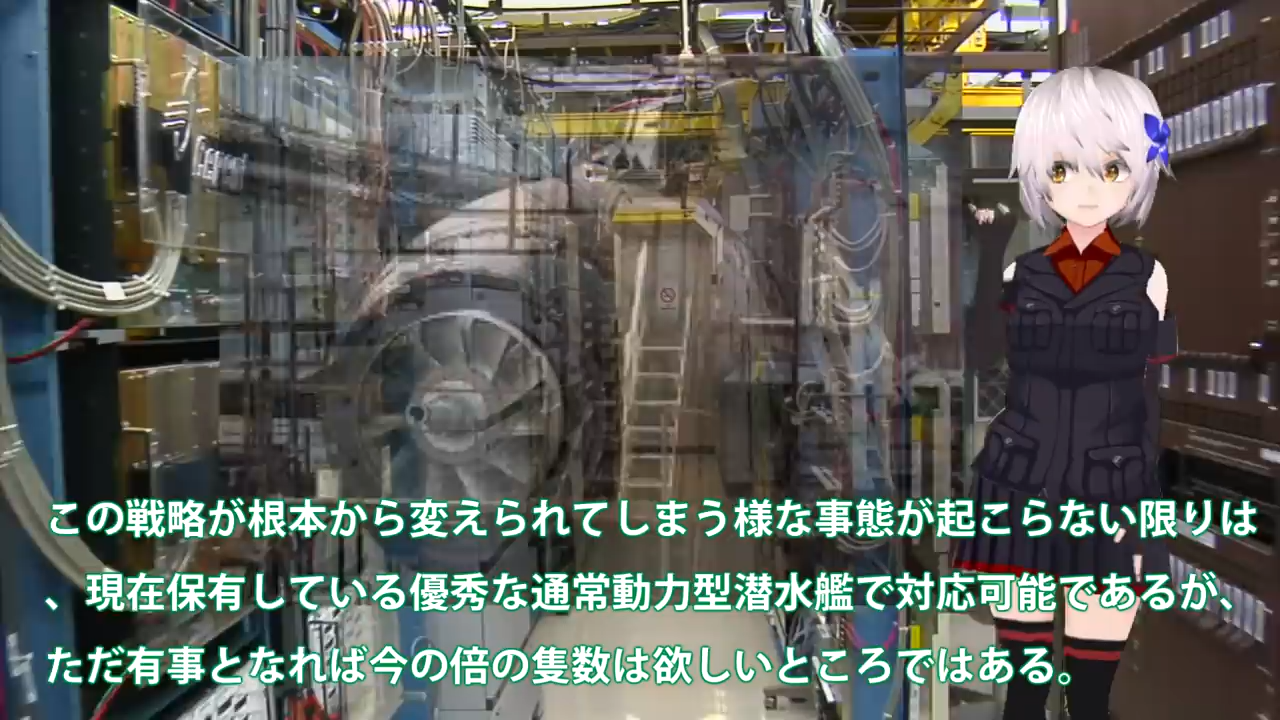 この戦略が根本から変えられてしまう様な事態が起こらない限りは
、現在保有している優秀な通常動力型潜水艦で対応可能であるが、
ただ有事となれば今の倍の隻数は欲しいところではある。